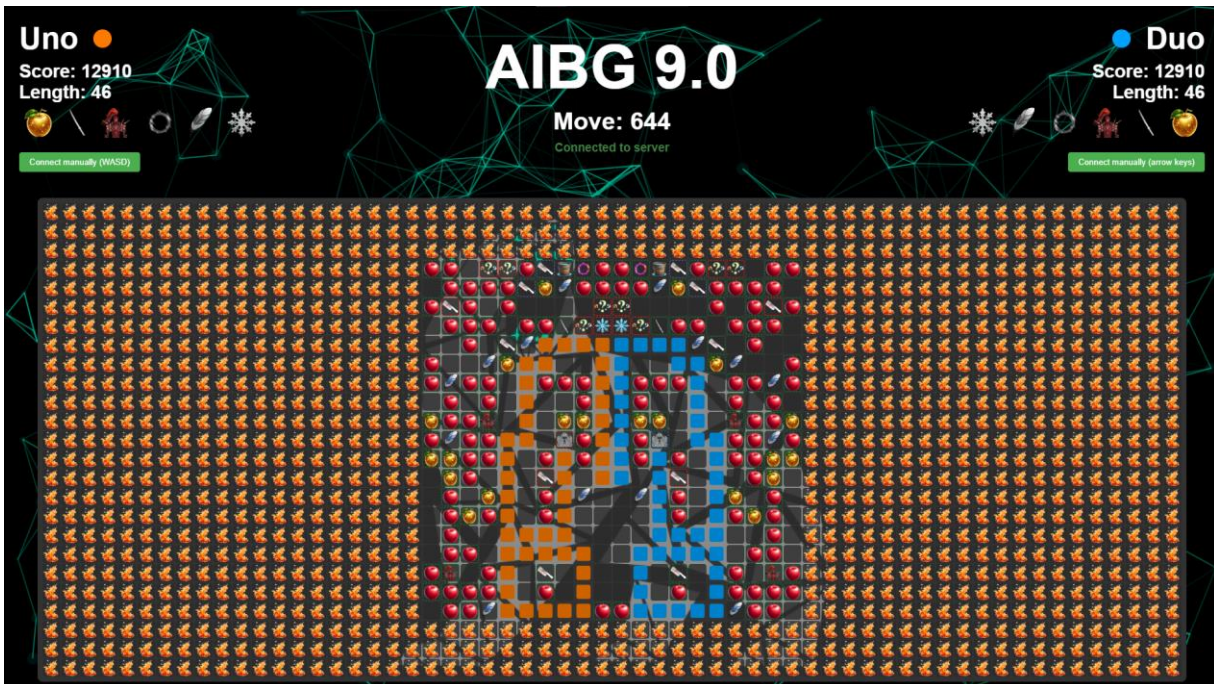 Uno
Score: 12910
Length: 46
Connect manually (WASD)
AIBG 9.0
Move: 644
Connected to server
Duo
Score: 12910
Length: 46
Connect manually (arrow keys)